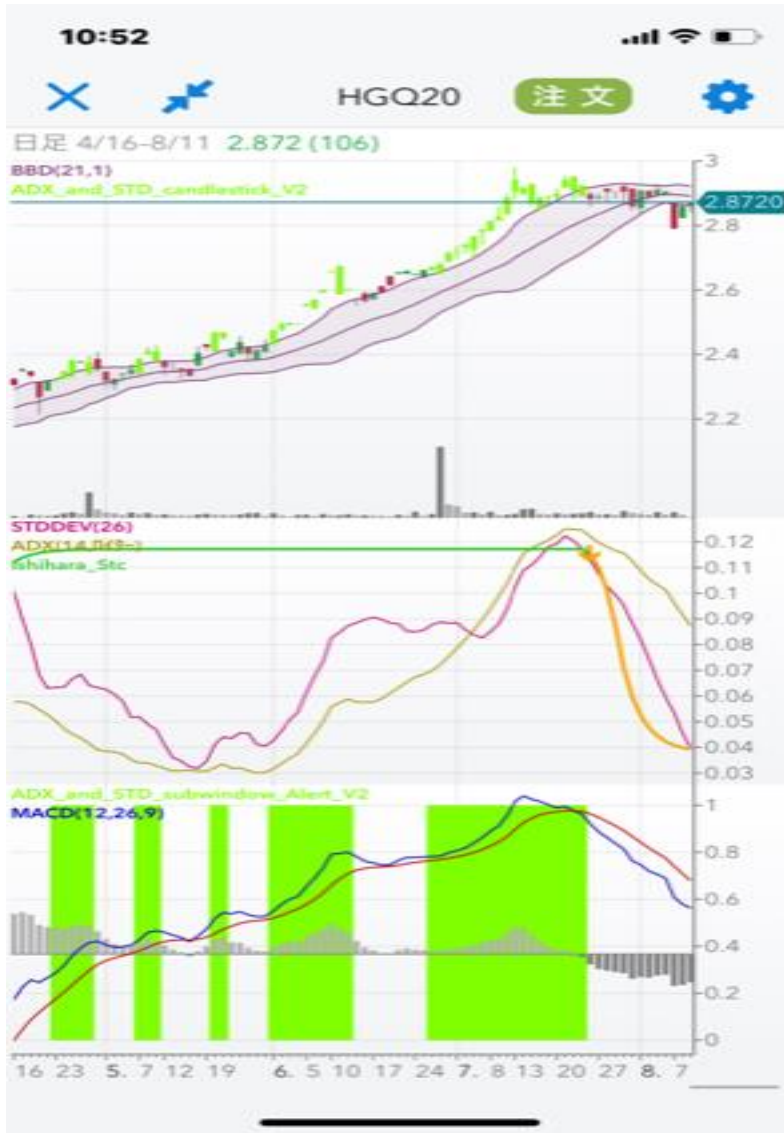 10:52
HGQ20
注文
日足 4/16-8/11 2.872 (106)
BBD(21,1)
ADX_and_STD_candlestick_V2
3
2.8720
2.8
2.6
2.4
2.2
STDDEV(26)
Ishihara_Stc
0.12
0.11
0.1
0.09
0.08
0.07
0.06
0.05
0.04
0.03
ADX_and_STD_subwindow_Alert_V2
MACD(12,26,9)
1
0.8
0.6
0.4
0.2
0
16 23 5. 7 12 19 6. 5 10 17 24 7. 8 13 20 27 8. 7